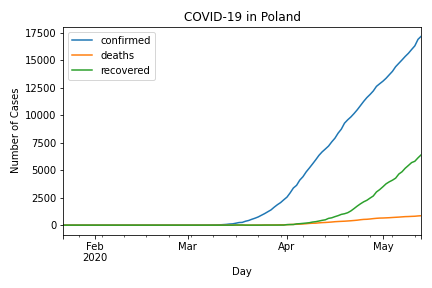 COVID-19 in Poland
17500
15000
12500
10000
7500
5000
2500
0
Number of Cases
confirmed
deaths
recovered
Feb
2020
Mar
Apr
May
Day